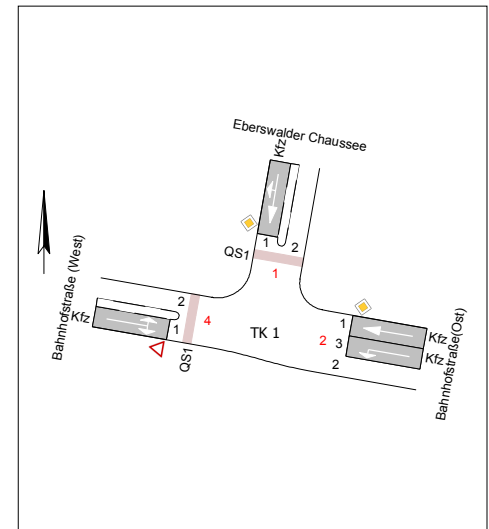 Eberswalder Chaussee
Kfz
1 2
QS1
1
Bahnhofstraße (West)
Kfz
2
1
4
QS1
TK 1
1
2 3
2
Kfz
Kfz
Bahnhofstraße(Ost)